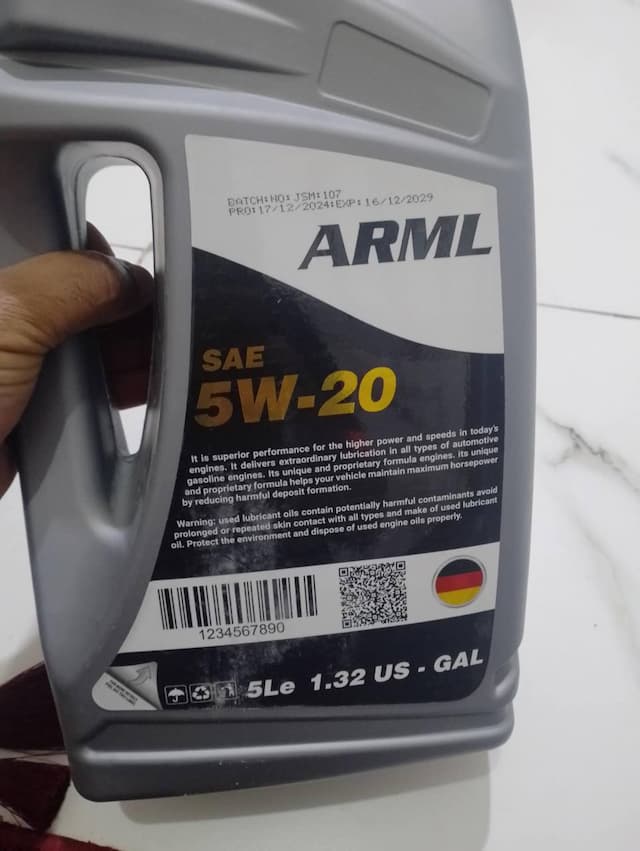 BATCH:NO: JSM:107
PRO:17/12/2024:EXP: 16/12/2029
ARML
SAE
5W-20
It is superior performance for the higher power and speeds in today's
engines. It delivers extraordinary lubrication in all types of automotive
gasoline engines. Its unique and proprietary formula engines. its unique
and proprietary formula helps your vehicle maintain maximum horsepower
by reducing harmful deposit formation.
Warning: used lubricant oils contain potentially harmful contaminants avoid
prolonged or repeated skin contact with all types and make of used lubricant
oil. Protect the environment and dispose of used engine oils properly.
1234567890
5Le 1.32 US - GAL